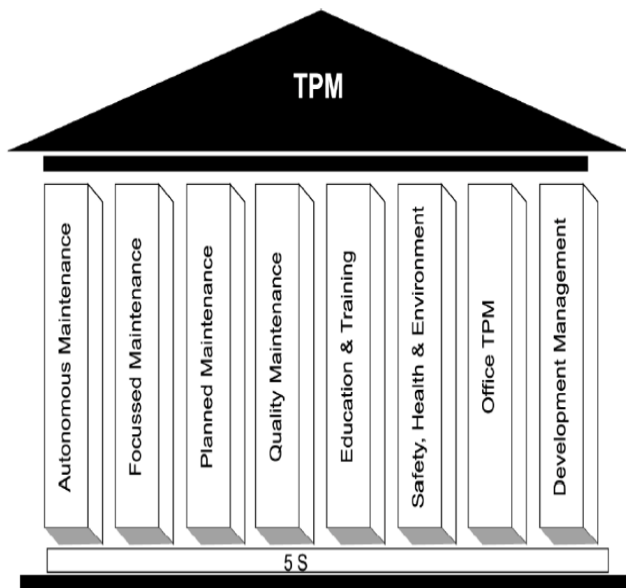 TPM
Autonomous Maintenance
Focussed Maintenance
Planned Maintenance
Quality Maintenance
Education & Training
Safety, Health & Environment
Office TPM
Development Management
5 S